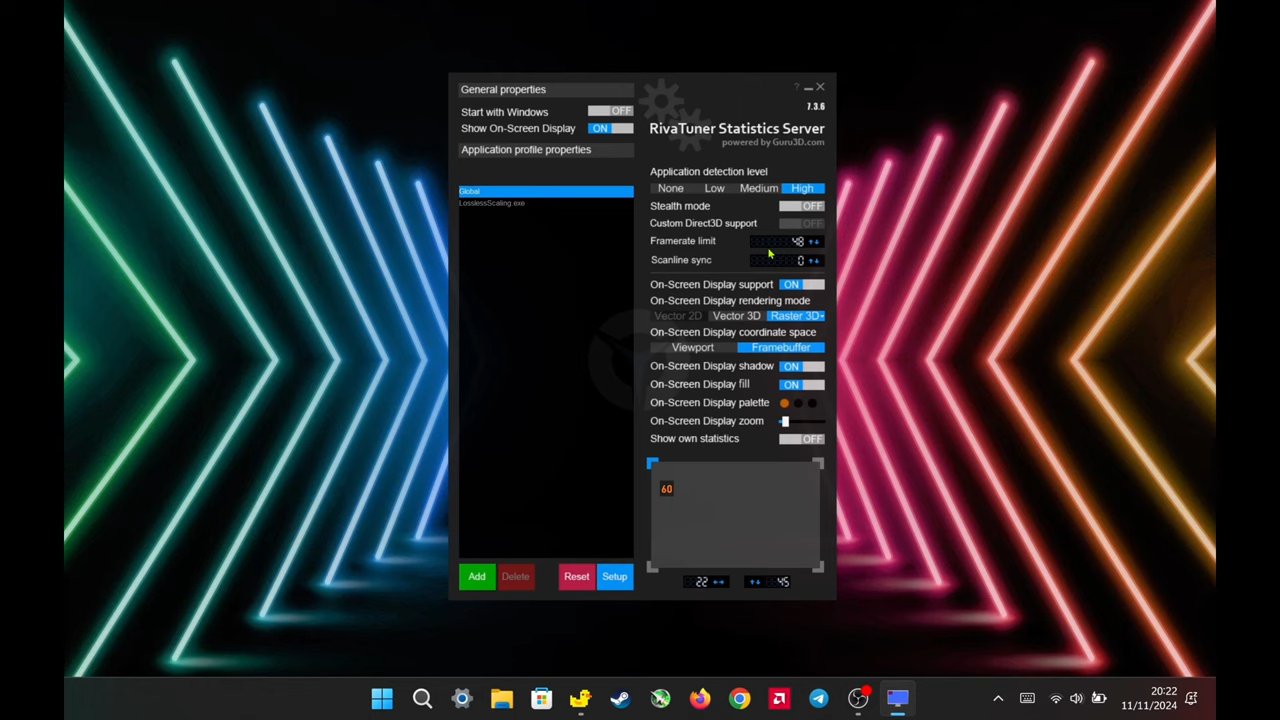 General properties
Start with Windows OFF
Show On-Screen Display ON
Application profile properties
Global
LosslessScaling.exe
Add Delete Reset Setup
?
7.3.6
RivaTuner Statistics Server
powered by Guru3D.com
Application detection level
None Low Medium High
Stealth mode OFF
Custom Direct3D support OFF
Framerate limit 48
Scanline sync 0
On-Screen Display support ON
On-Screen Display rendering mode
Vector 2D Vector 3D Raster 3D
On-Screen Display coordinate space
Viewport Framebuffer
On-Screen Display shadow ON
On-Screen Display fill ON
On-Screen Display palette
On-Screen Display zoom
Show own statistics OFF
60
22 45
20:22
11/11/2024